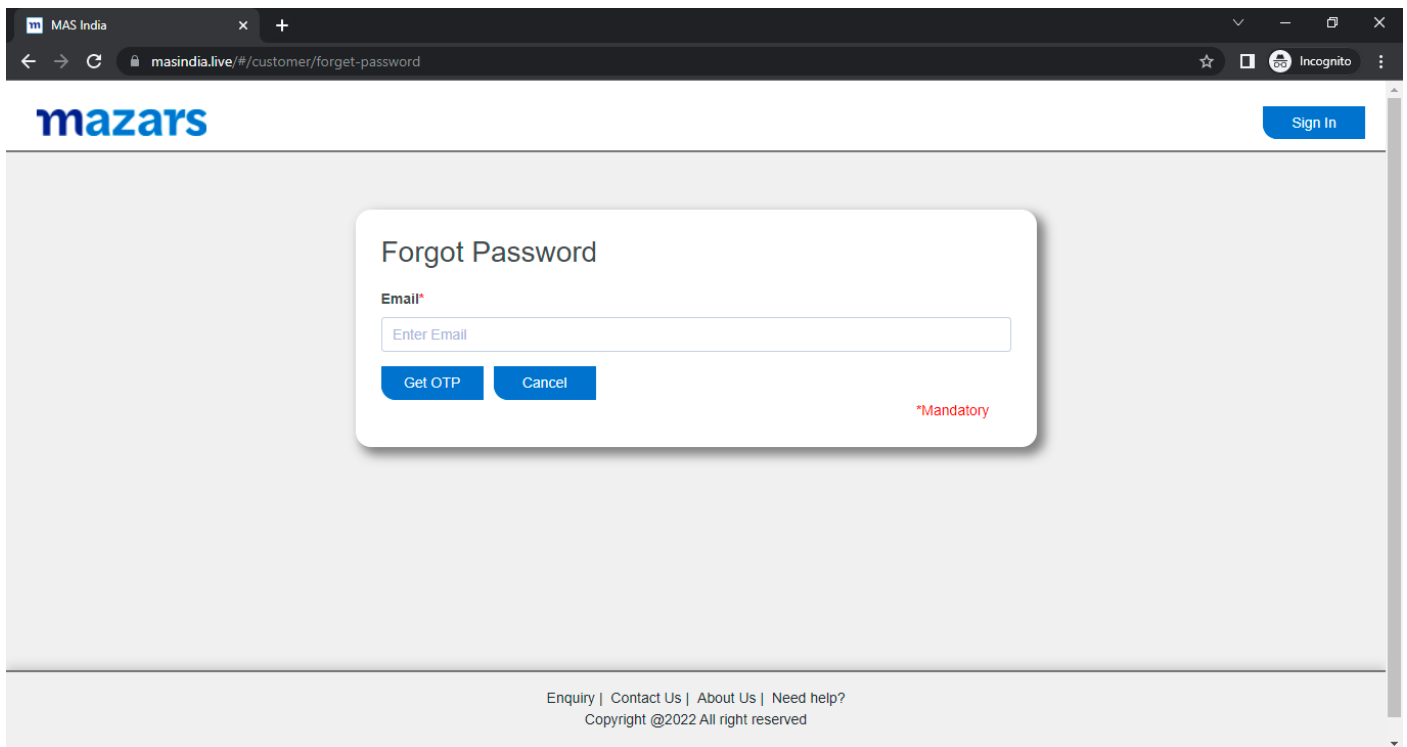 MAS India
masindia.live/#/customer/forget-password
Incognito
mazars
Sign In
Forgot Password
Email*
Enter Email
Get OTP Cancel
*Mandatory
Enquiry | Contact Us | About Us | Need help?
Copyright @2022 All right reserved